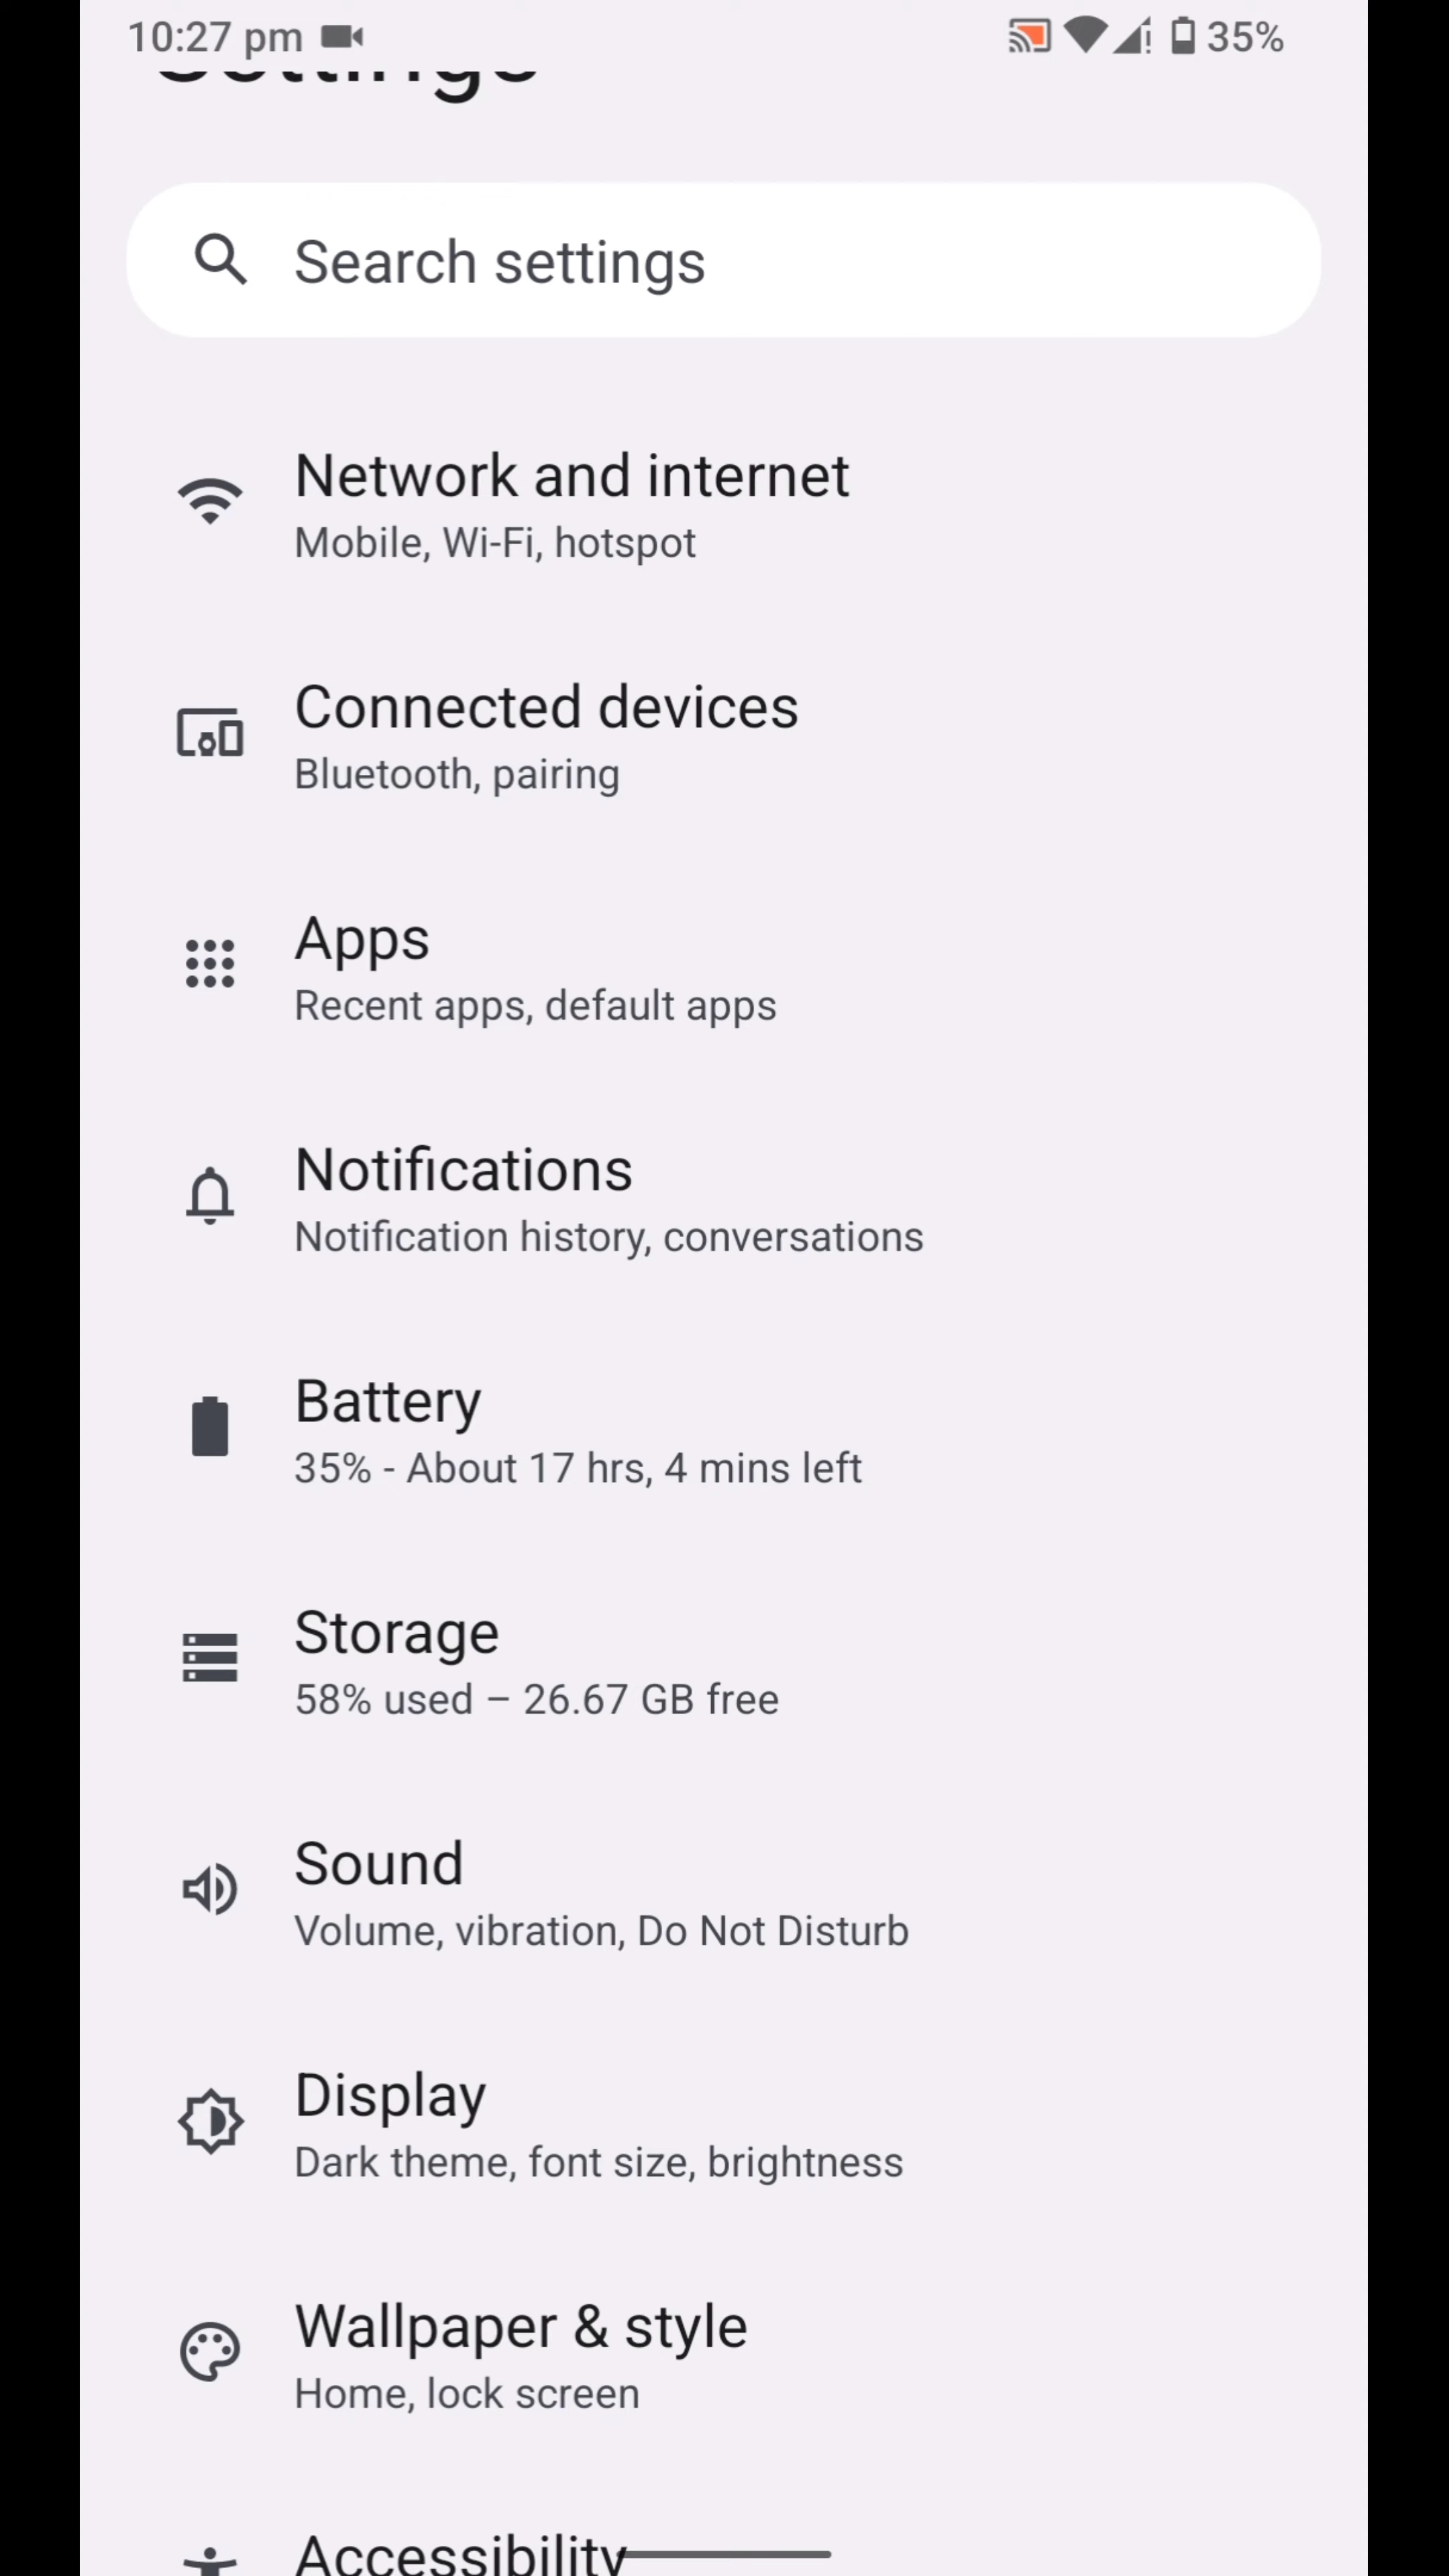 10:27 pm 35%
Settings
Search settings
Network and internet
Mobile, Wi-Fi, hotspot
Connected devices
Bluetooth, pairing
Apps
Recent apps, default apps
Notifications
Notification history, conversations
Battery
35% - About 17 hrs, 4 mins left
Storage
58% used – 26.67 GB free
Sound
Volume, vibration, Do Not Disturb
Display
Dark theme, font size, brightness
Wallpaper & style
Home, lock screen
Accessibility